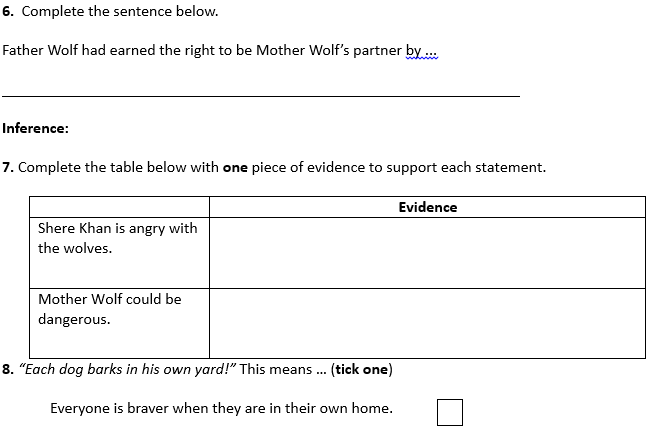 6. Complete the sentence below.
Father Wolf had earned the right to be Mother Wolf's partner by ...
Inference:
7. Complete the table below with one piece of evidence to support each statement.
Evidence
Shere Khan is angry with
the wolves.
Mother Wolf could be
dangerous.
8. "Each dog barks in his own yard!" This means ... (tick one)
Everyone is braver when they are in their own home.